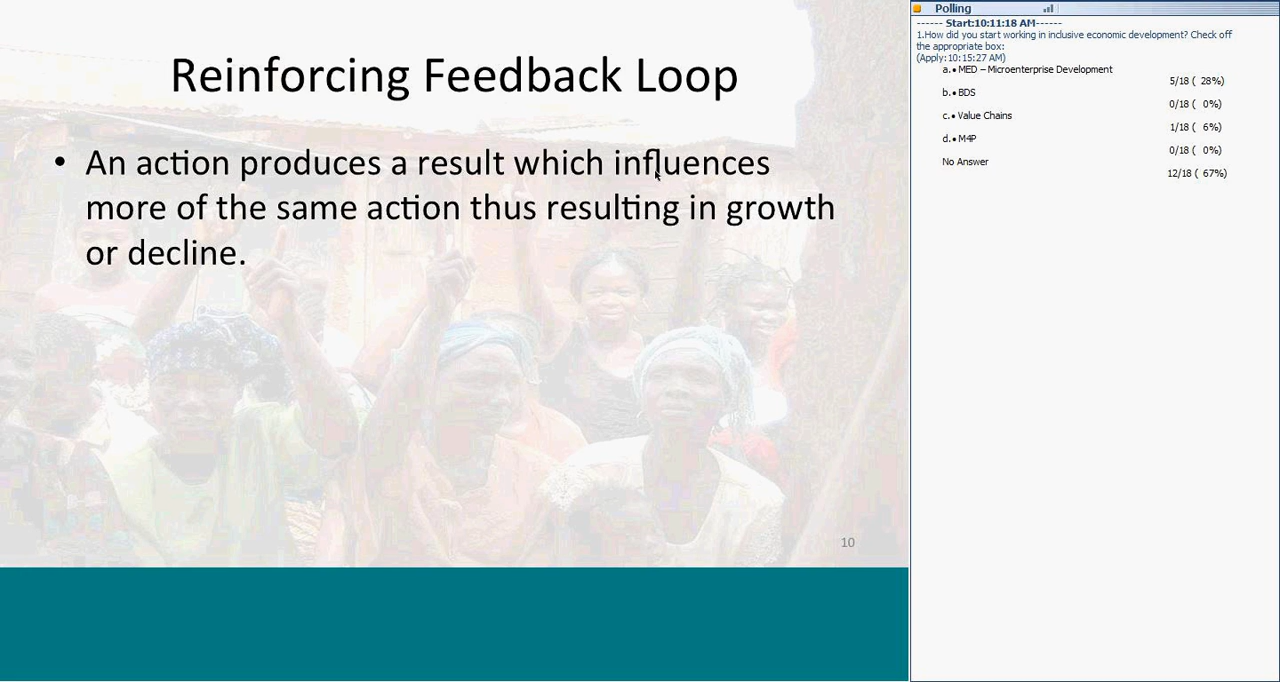 Reinforcing Feedback Loop
• An action produces a result which influences
more of the same action thus resulting in growth
or decline.
10
Polling
------ Start:10:11:18 AM------
1.How did you start working in inclusive economic development? Check off
the appropriate box:
(Apply:10:15:27 AM)
a.• MED – Microenterprise Development
5/18 ( 28%)
b.• BDS
0/18 ( 0%)
c.• Value Chains
1/18 ( 6%)
d.• M4P
0/18 ( 0%)
No Answer
12/18 ( 67%)